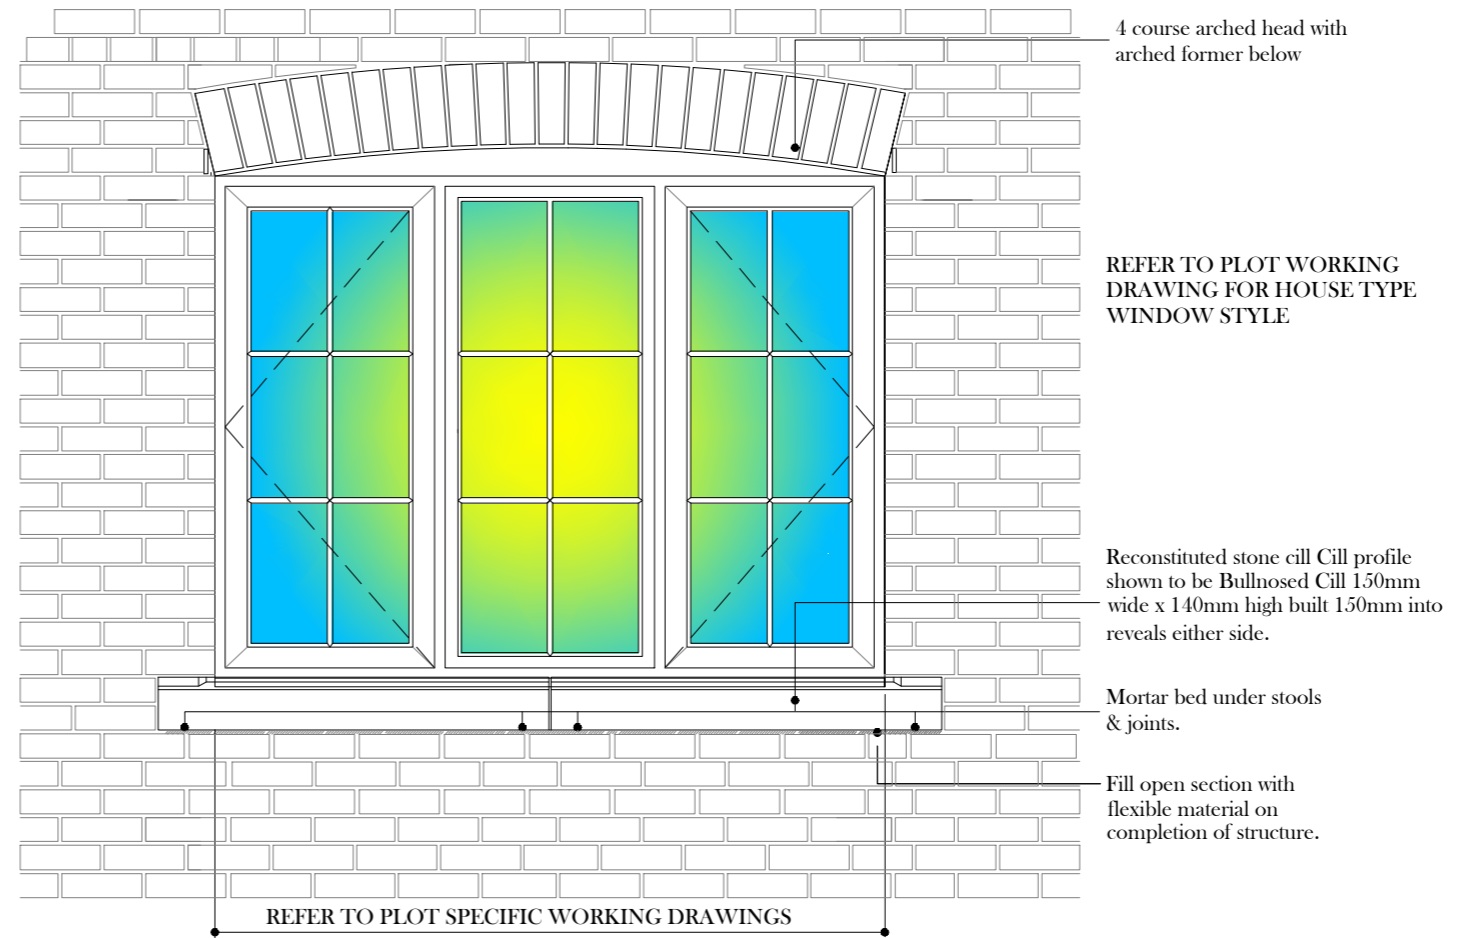 4 course arched head with
arched former below
REFER TO PLOT WORKING
DRAWING FOR HOUSE TYPE
WINDOW STYLE
Reconstituted stone cill Cill profile
shown to be Bullnosed Cill 150mm
wide x 140mm high built 150mm into
reveals either side.
Mortar bed under stools
& joints.
Fill open section with
flexible material on
completion of structure.
REFER TO PLOT SPECIFIC WORKING DRAWINGS